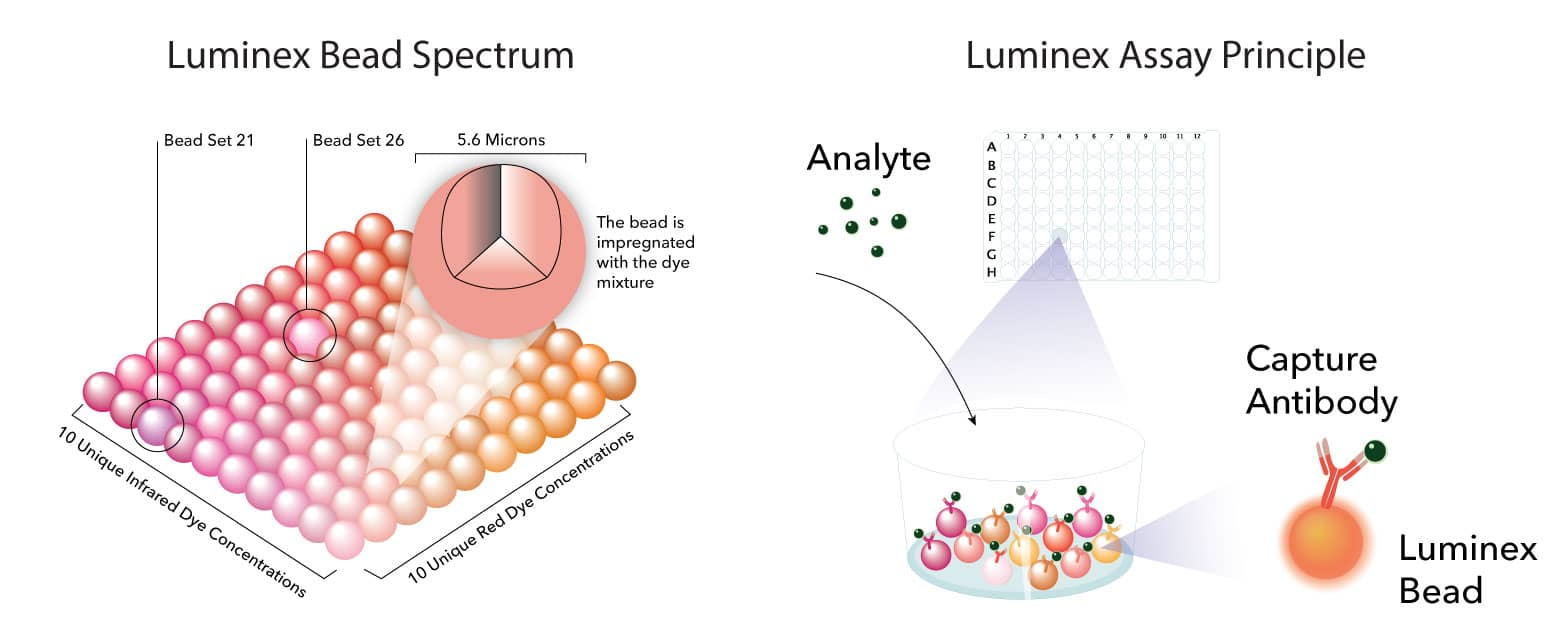 Luminex Bead Spectrum
Bead Set 21
Bead Set 26
5.6 Microns
The bead is
impregnated
with the dye
mixture
10 Unique Infrared Dye Concentrations
10 Unique Red Dye Concentrations
Luminex Assay Principle
Analyte
1 2 3 4 5 6 7 8 9 10 11 12
A
B
C
D
E
F
G
H
Capture
Antibody
Luminex
Bead